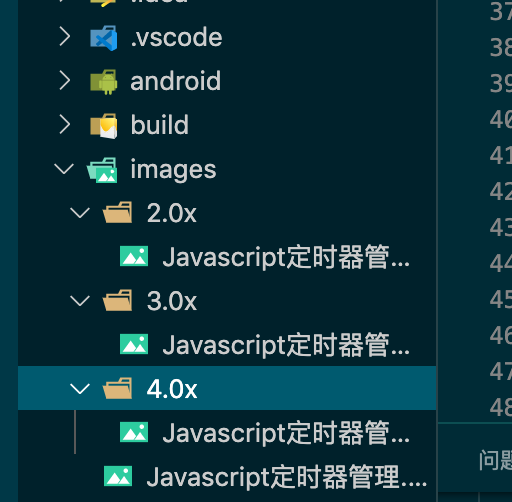 .idea
.vscode
android
build
images
2.0x
Javascript定时器管...
3.0x
Javascript定时器管...
4.0x
Javascript定时器管...
Javascript定时器管理....
37
38
39
40
41
42
43
44
45
46
47
48
问题